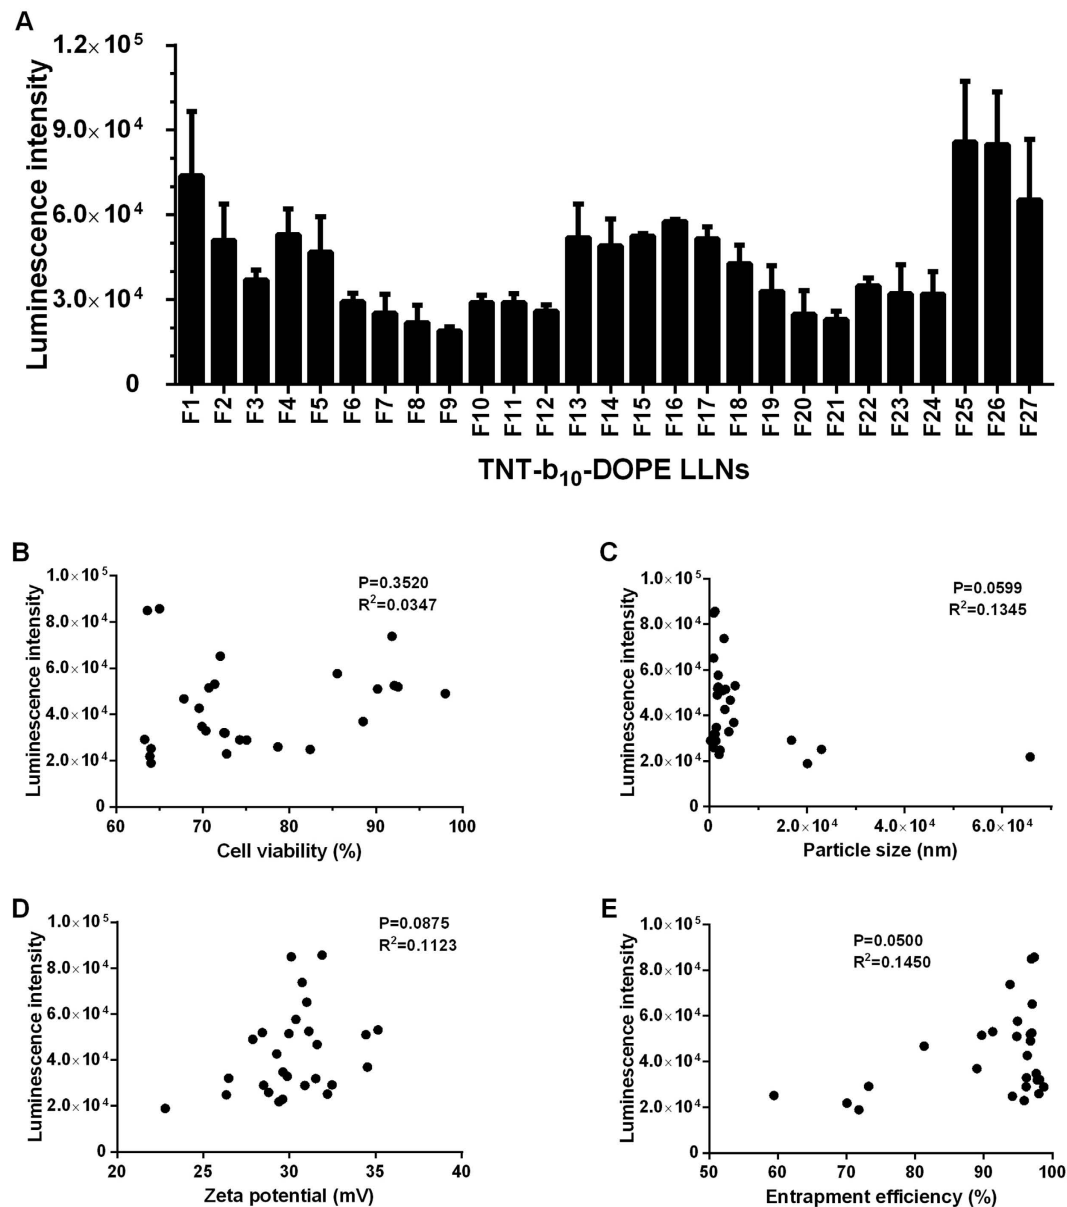 A
Luminescence intensity
1.2× 10⁵
9.0×10⁴
6.0×10⁴
3.0×10⁴
0
F1 F2 F3 F4 F5 F6 F7 F8 F9 F10 F11 F12 F13 F14 F15 F16 F17 F18 F19 F20 F21 F22 F23 F24 F25 F26 F27
TNT-b₁₀-DOPE LLNs
B
Luminescence intensity
1.0×10⁵
8.0×10⁴
6.0×10⁴
4.0×10⁴
2.0×10⁴
0
P=0.3520
R²=0.0347
60 70 80 90 100
Cell viability (%)
C
Luminescence intensity
1.0×10⁵
8.0×10⁴
6.0×10⁴
4.0×10⁴
2.0×10⁴
0
P=0.0599
R²=0.1345
0 2.0×10⁴ 4.0×10⁴ 6.0×10⁴
Particle size (nm)
D
Luminescence intensity
1.0×10⁵
8.0×10⁴
6.0×10⁴
4.0×10⁴
2.0×10⁴
0
P=0.0875
R²=0.1123
20 25 30 35 40
Zeta potential (mV)
E
Luminescence intensity
1.0×10⁵
8.0×10⁴
6.0×10⁴
4.0×10⁴
2.0×10⁴
0
P=0.0500
R²=0.1450
50 60 70 80 90 100
Entrapment efficiency (%)